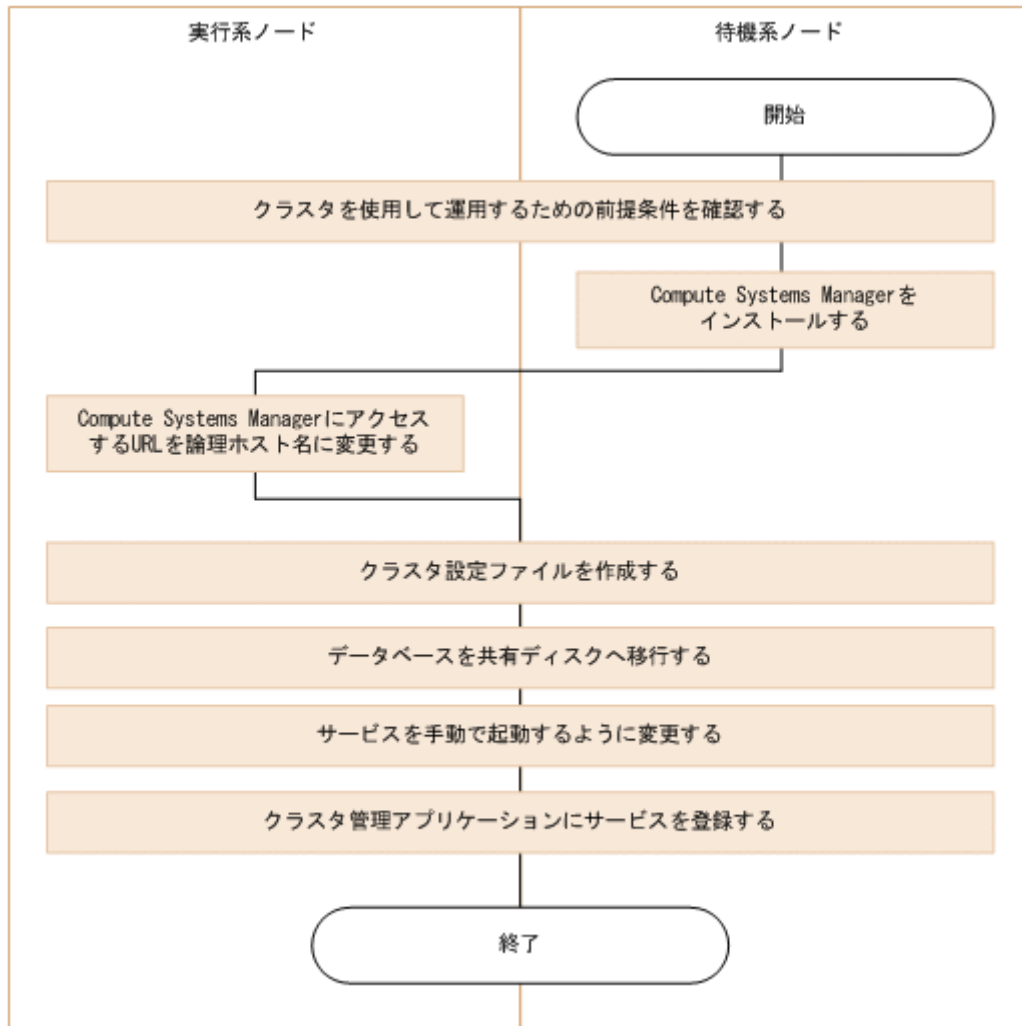 実行系ノード
待機系ノード
開始
クラスタを使用して運用するための前提条件を確認する
Compute Systems Managerを
インストールする
Compute Systems Managerにアクセス
するURLを論理ホスト名に変更する
クラスタ設定ファイルを作成する
データベースを共有ディスクへ移行する
サービスを手動で起動するように変更する
クラスタ管理アプリケーションにサービスを登録する
終了